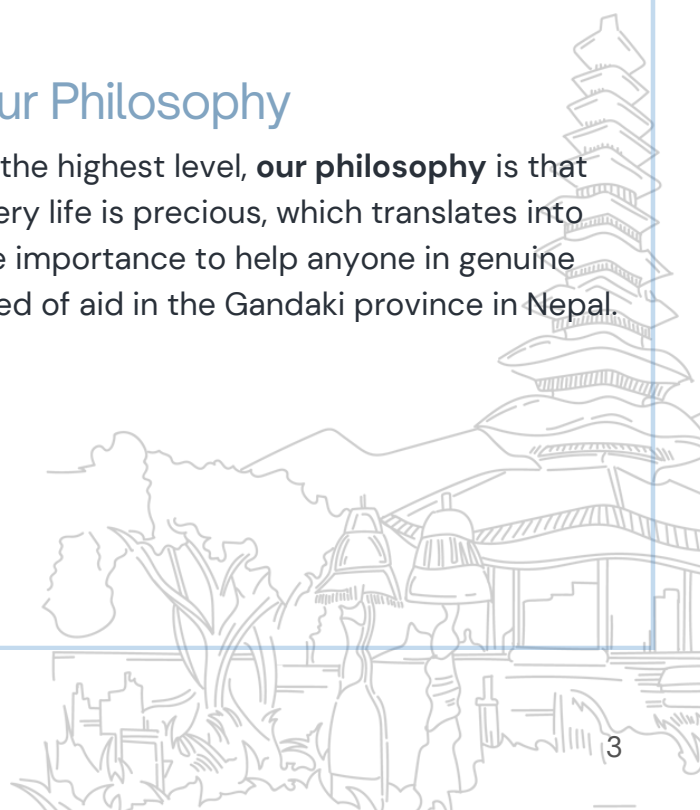 ur Philosophy
the highest level, our philosophy is that
ery life is precious, which translates into
e importance to help anyone in genuine
ed of aid in the Gandaki province in Nepal.
3